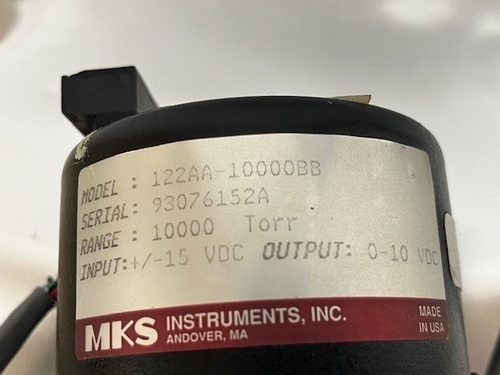 MODEL : 122AA-10000BB
SERIAL: 93076152A
RANGE : 10000 Torr
INPUT:+/-15 VDC OUTPUT: 0-10 VDC
MKS INSTRUMENTS, INC.
ANDOVER, MA
MADE
IN USA